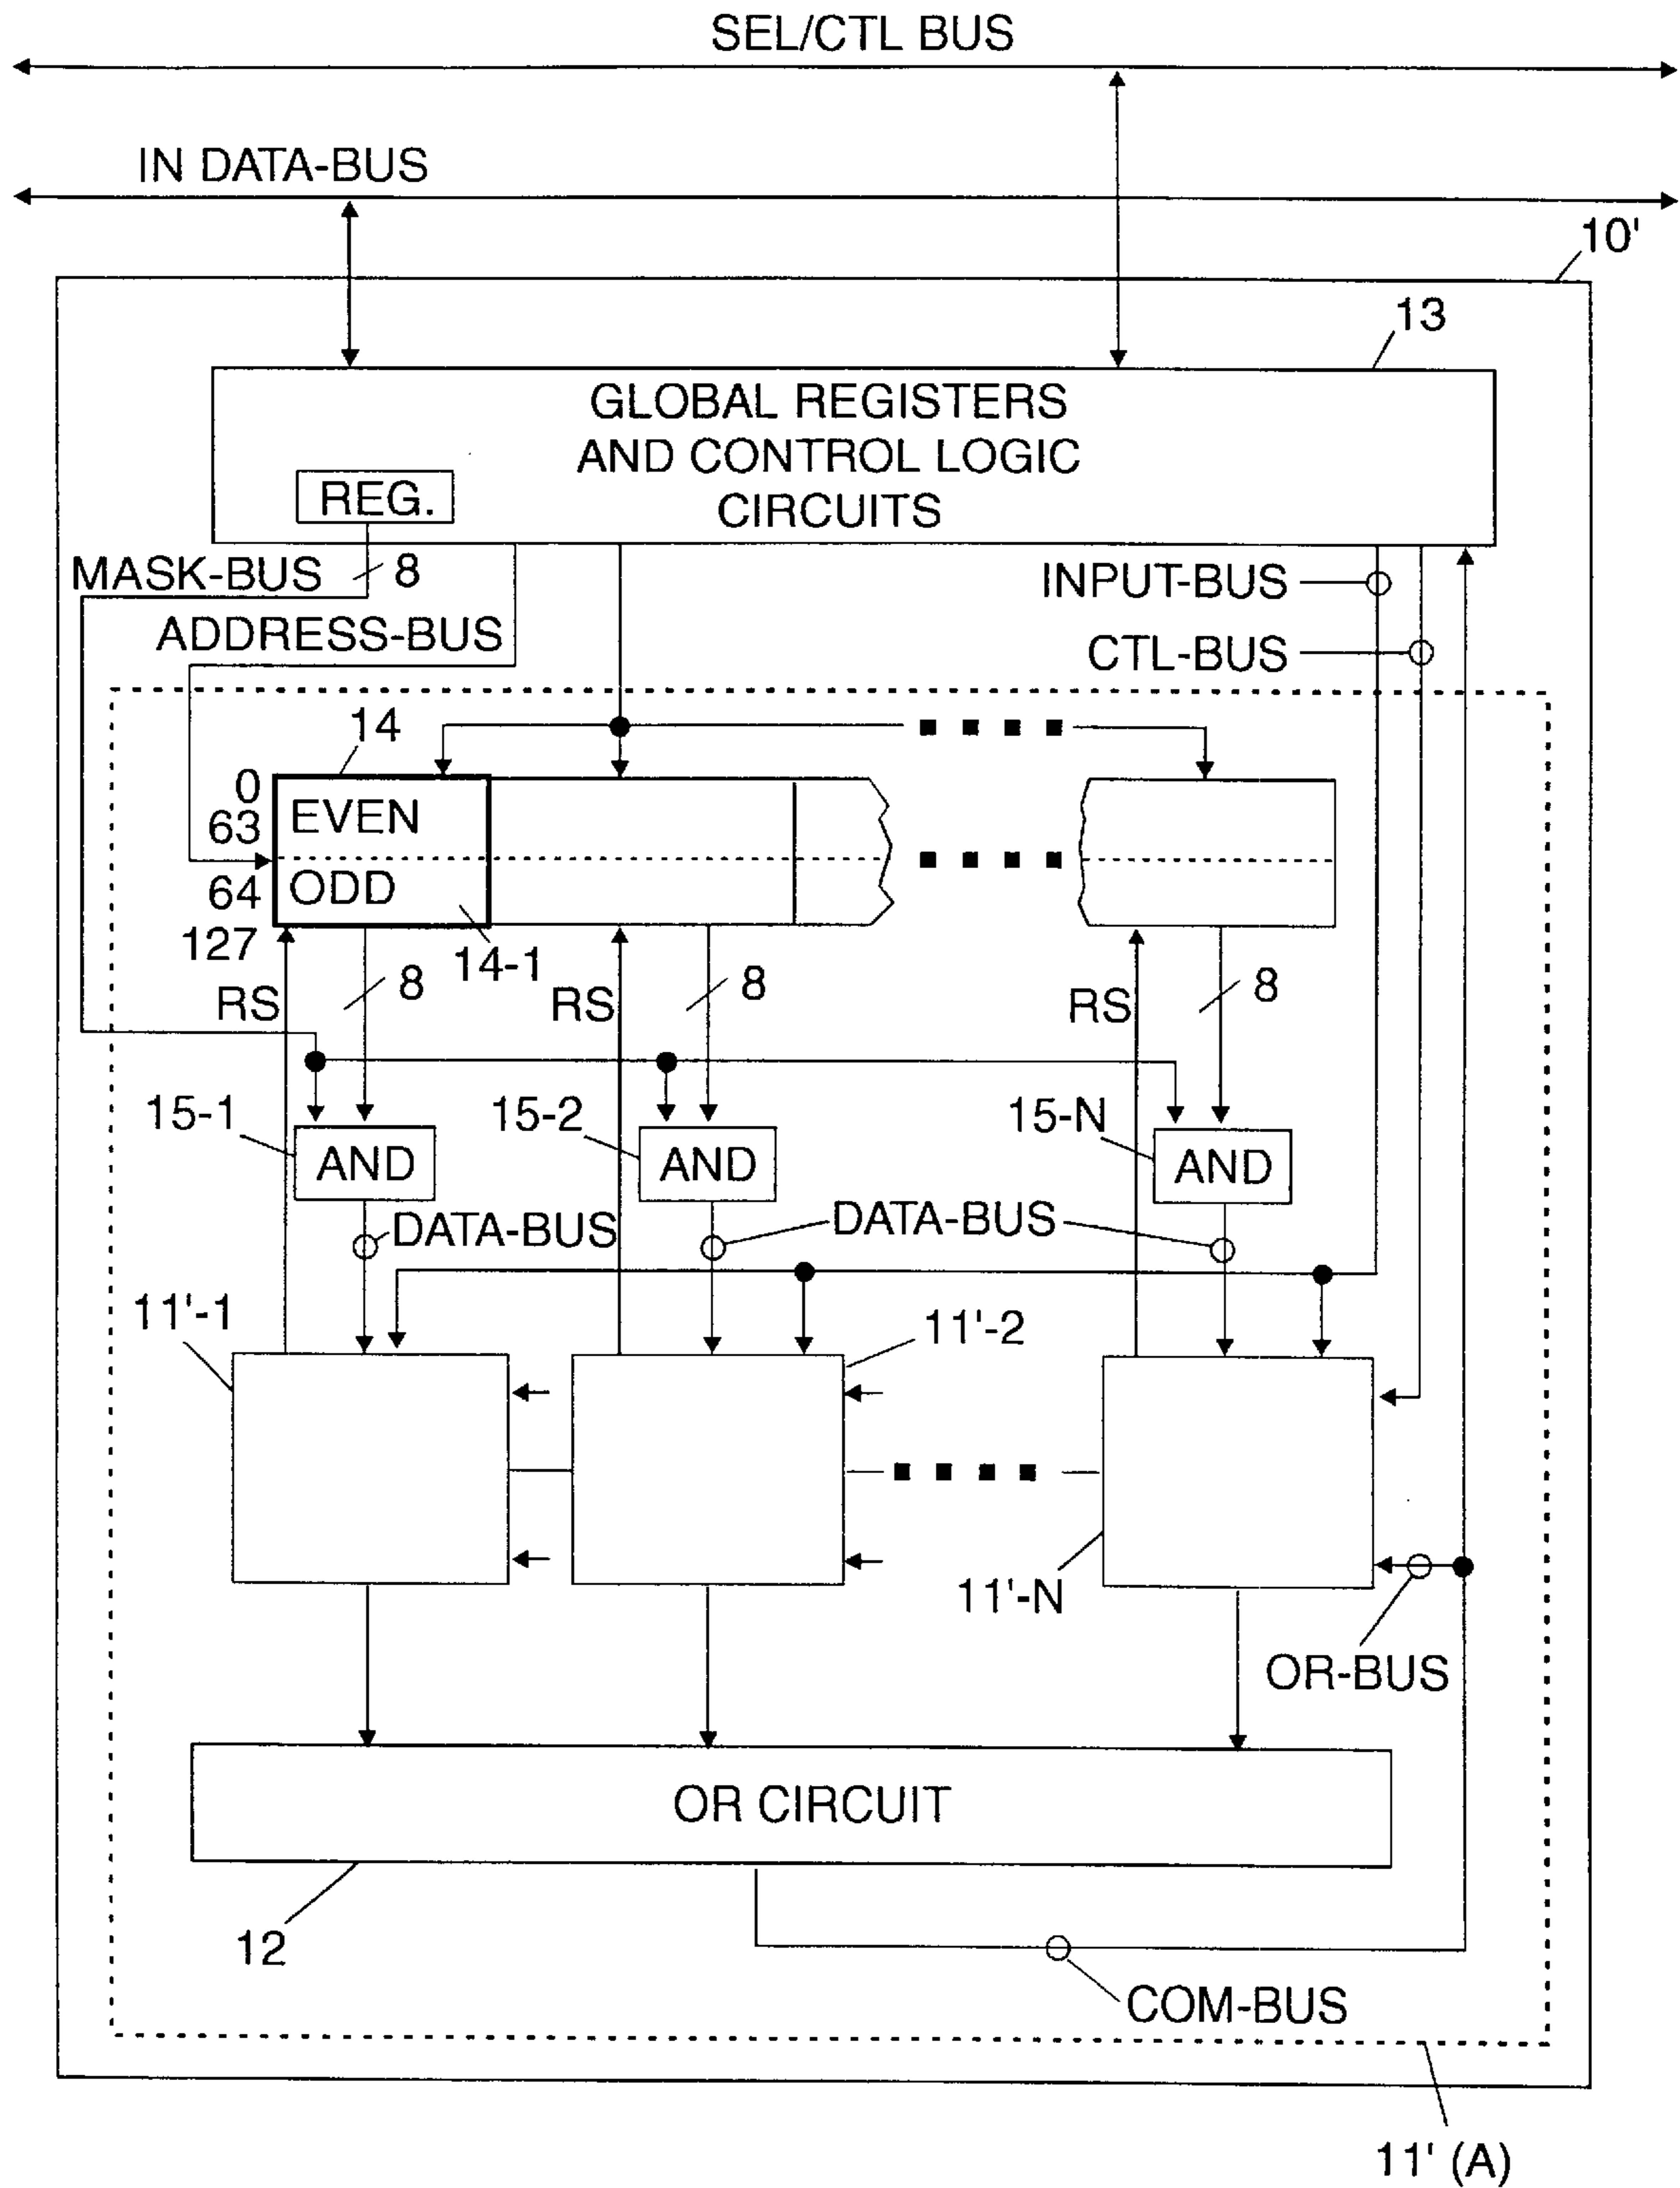 SEL/CTL BUS
IN DATA-BUS
10'
13
GLOBAL REGISTERS
AND CONTROL LOGIC
CIRCUITS
REG.
MASK-BUS
8
INPUT-BUS
ADDRESS-BUS
CTL-BUS
14
0
63
EVEN
64
ODD
127
14-1
RS
8
RS
8
RS
8
15-1
15-2
15-N
AND
AND
AND
DATA-BUS
DATA-BUS
11'-1
11'-2
11'-N
OR-BUS
OR CIRCUIT
12
COM-BUS
11' (A)